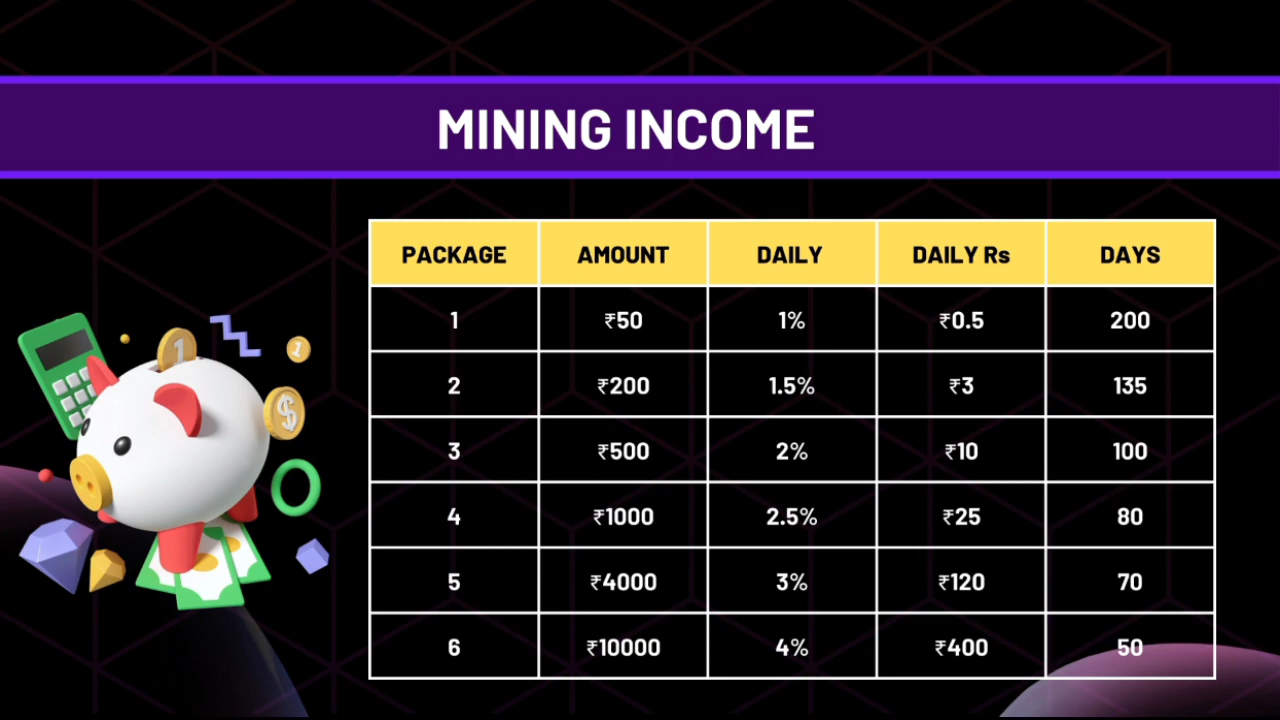 MINING INCOME
PACKAGE AMOUNT DAILY DAILY Rs DAYS
1 ₹50 1% ₹0.5 200
2 ₹200 1.5% ₹3 135
3 ₹500 2% ₹10 100
4 ₹1000 2.5% ₹25 80
5 ₹4000 3% ₹120 70
6 ₹10000 4% ₹400 50
1
1
$